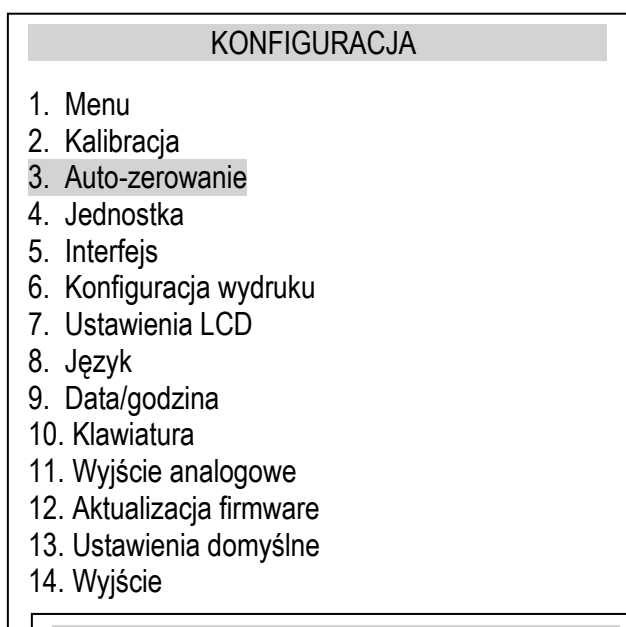 KONFIGURACJA
1. Menu
2. Kalibracja
3. Auto-zerowanie
4. Jednostka
5. Interfejs
6. Konfiguracja wydruku
7. Ustawienia LCD
8. Język
9. Data/godzina
10. Klawiatura
11. Wyjście analogowe
12. Aktualizacja firmware
13. Ustawienia domyślne
14. Wyjście